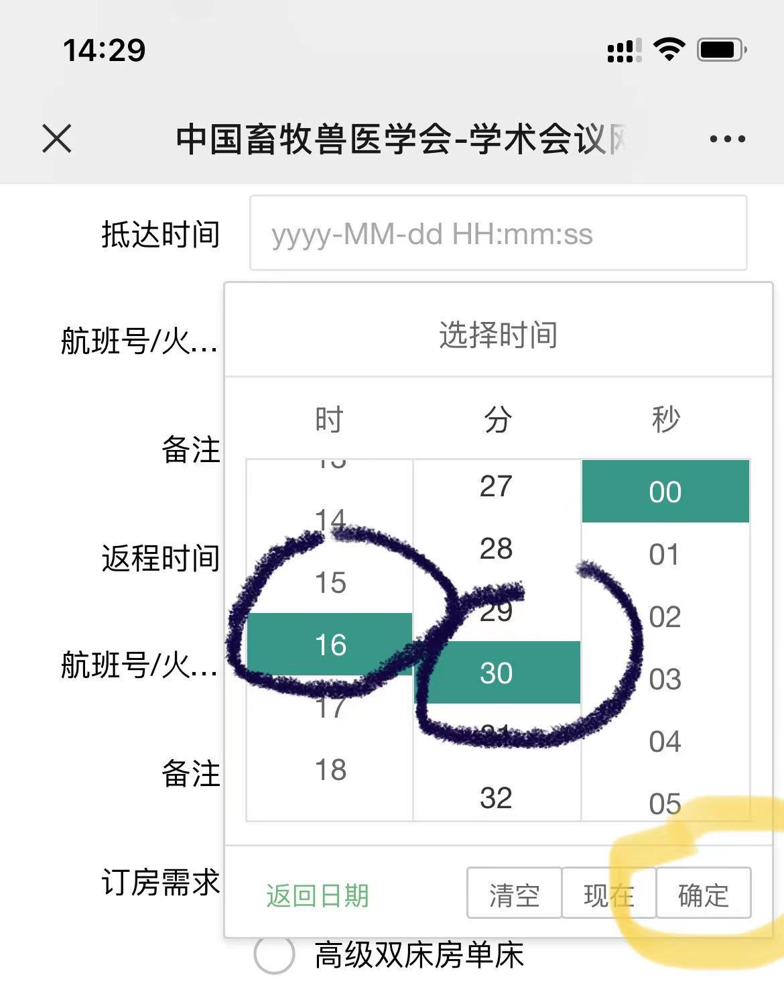 14:29
中国畜牧兽医学会-学术会议网
抵达时间
yyyy-MM-dd HH:mm:ss
选择时间
航班号/火...
时 分 秒
备注
13 27 00
14 28 01
返程时间
15 29 02
16 30 03
航班号/火...
17 31 04
备注
18 32 05
订房需求
返回日期 清空 现在 确定
高级双床房单床